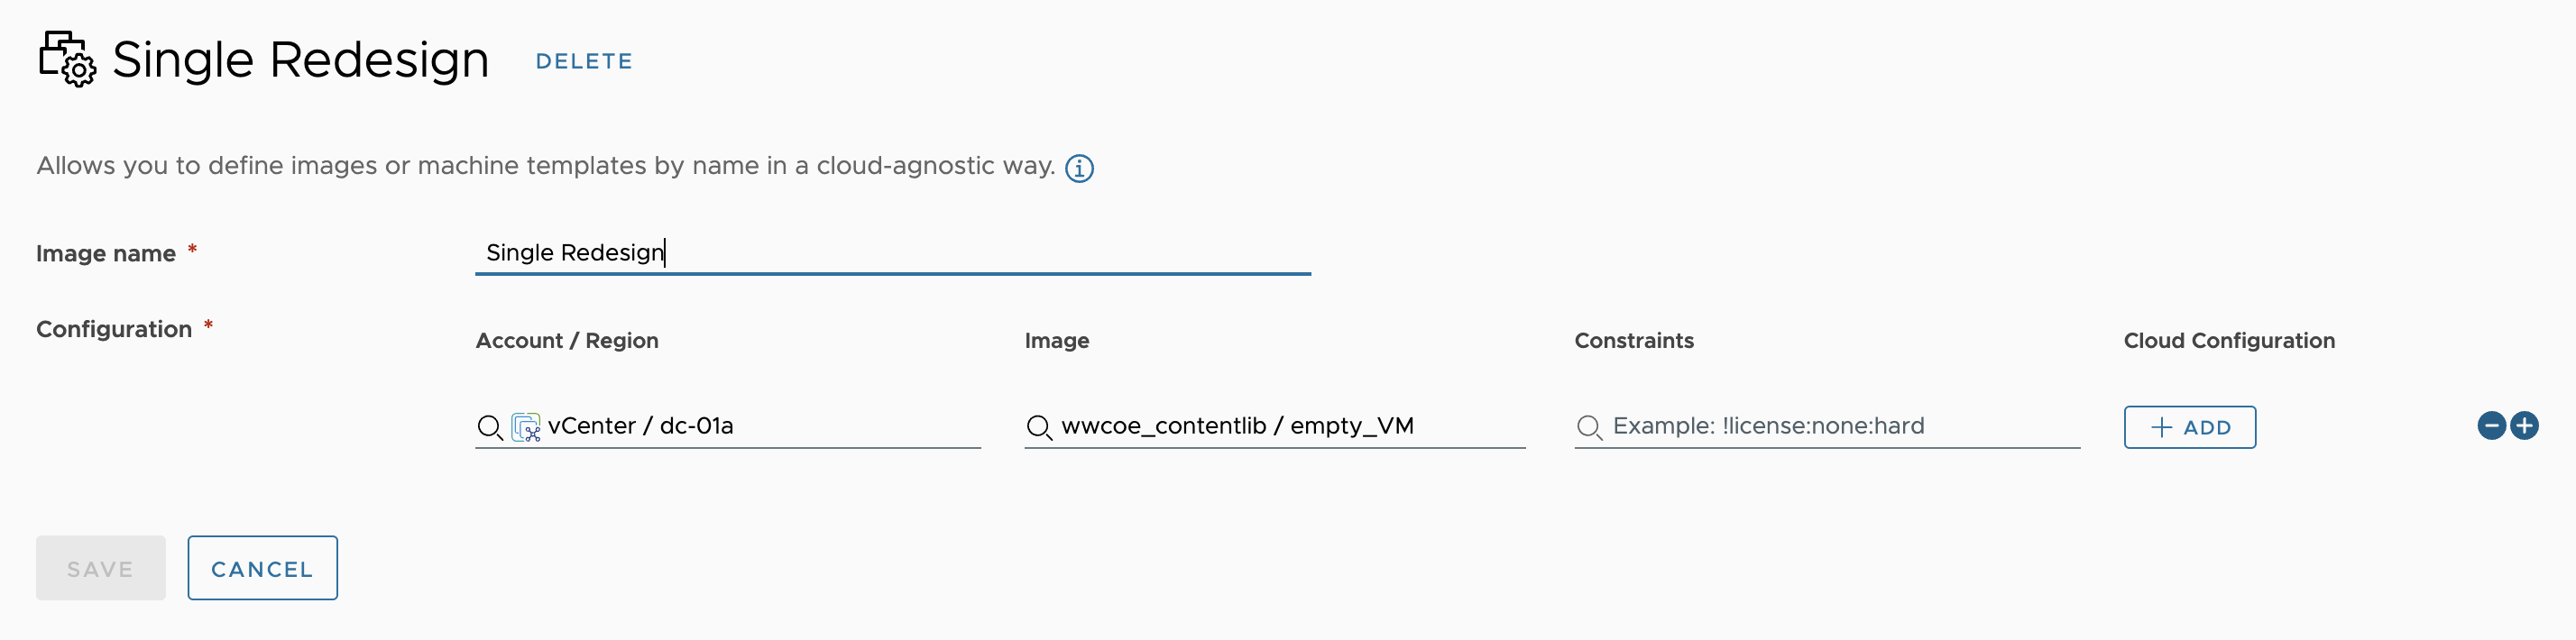 Single Redesign DELETE
Allows you to define images or machine templates by name in a cloud-agnostic way.
Image name * Single Redesign
Configuration *
Account / Region Image Constraints Cloud Configuration
vCenter / dc-01a wwcoe_contentlib / empty_VM Example: !license:none:hard + ADD
SAVE CANCEL